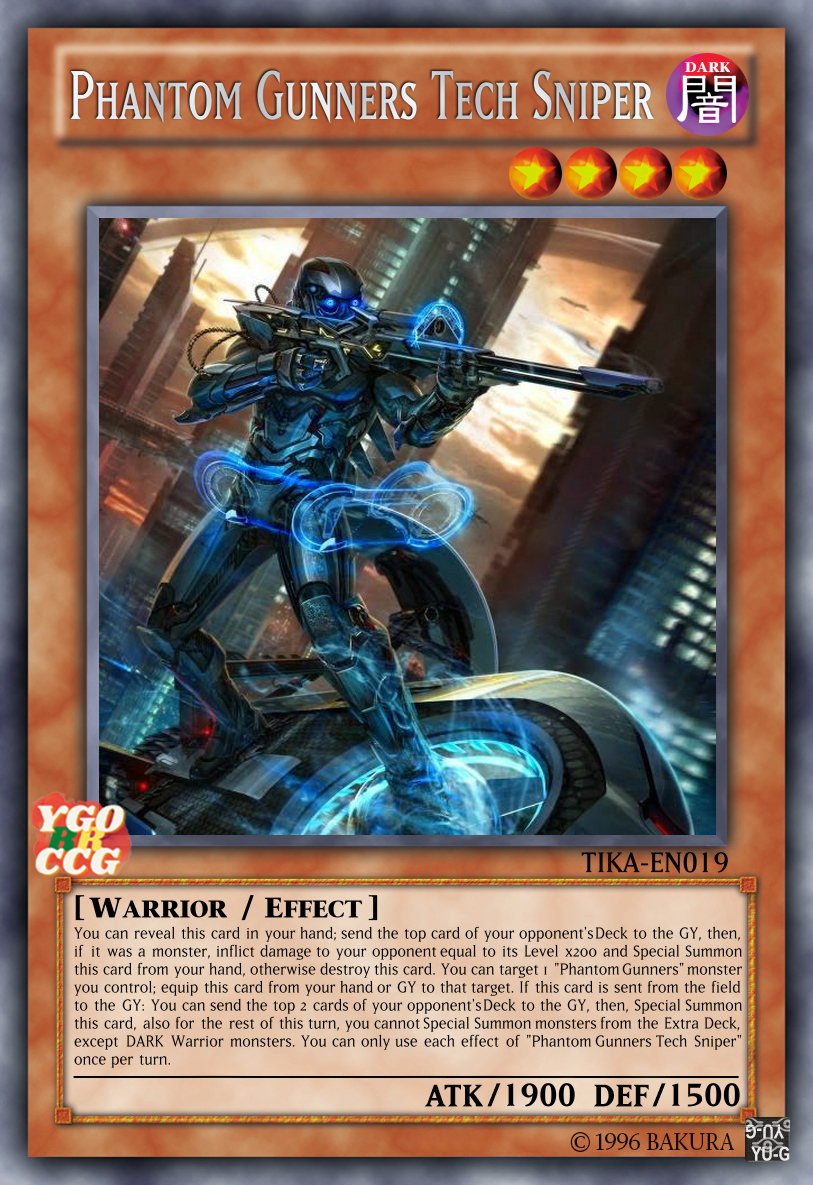 Phantom Gunners Tech Sniper
DARK
闇
YGO
BR
CCG
TIKA-EN019
[ Warrior / Effect ]
You can reveal this card in your hand; send the top card of your opponent's Deck to the GY, then,
if it was a monster, inflict damage to your opponent equal to its Level x200 and Special Summon
this card from your hand, otherwise destroy this card. You can target 1 "Phantom Gunners" monster
you control; equip this card from your hand or GY to that target. If this card is sent from the field
to the GY: You can send the top 2 cards of your opponent's Deck to the GY, then, Special Summon
this card, also for the rest of this turn, you cannot Special Summon monsters from the Extra Deck,
except DARK Warrior monsters. You can only use each effect of "Phantom Gunners Tech Sniper"
once per turn.
ATK/1900 DEF/1500
© 1996 BAKURA
YU-G
YU-G